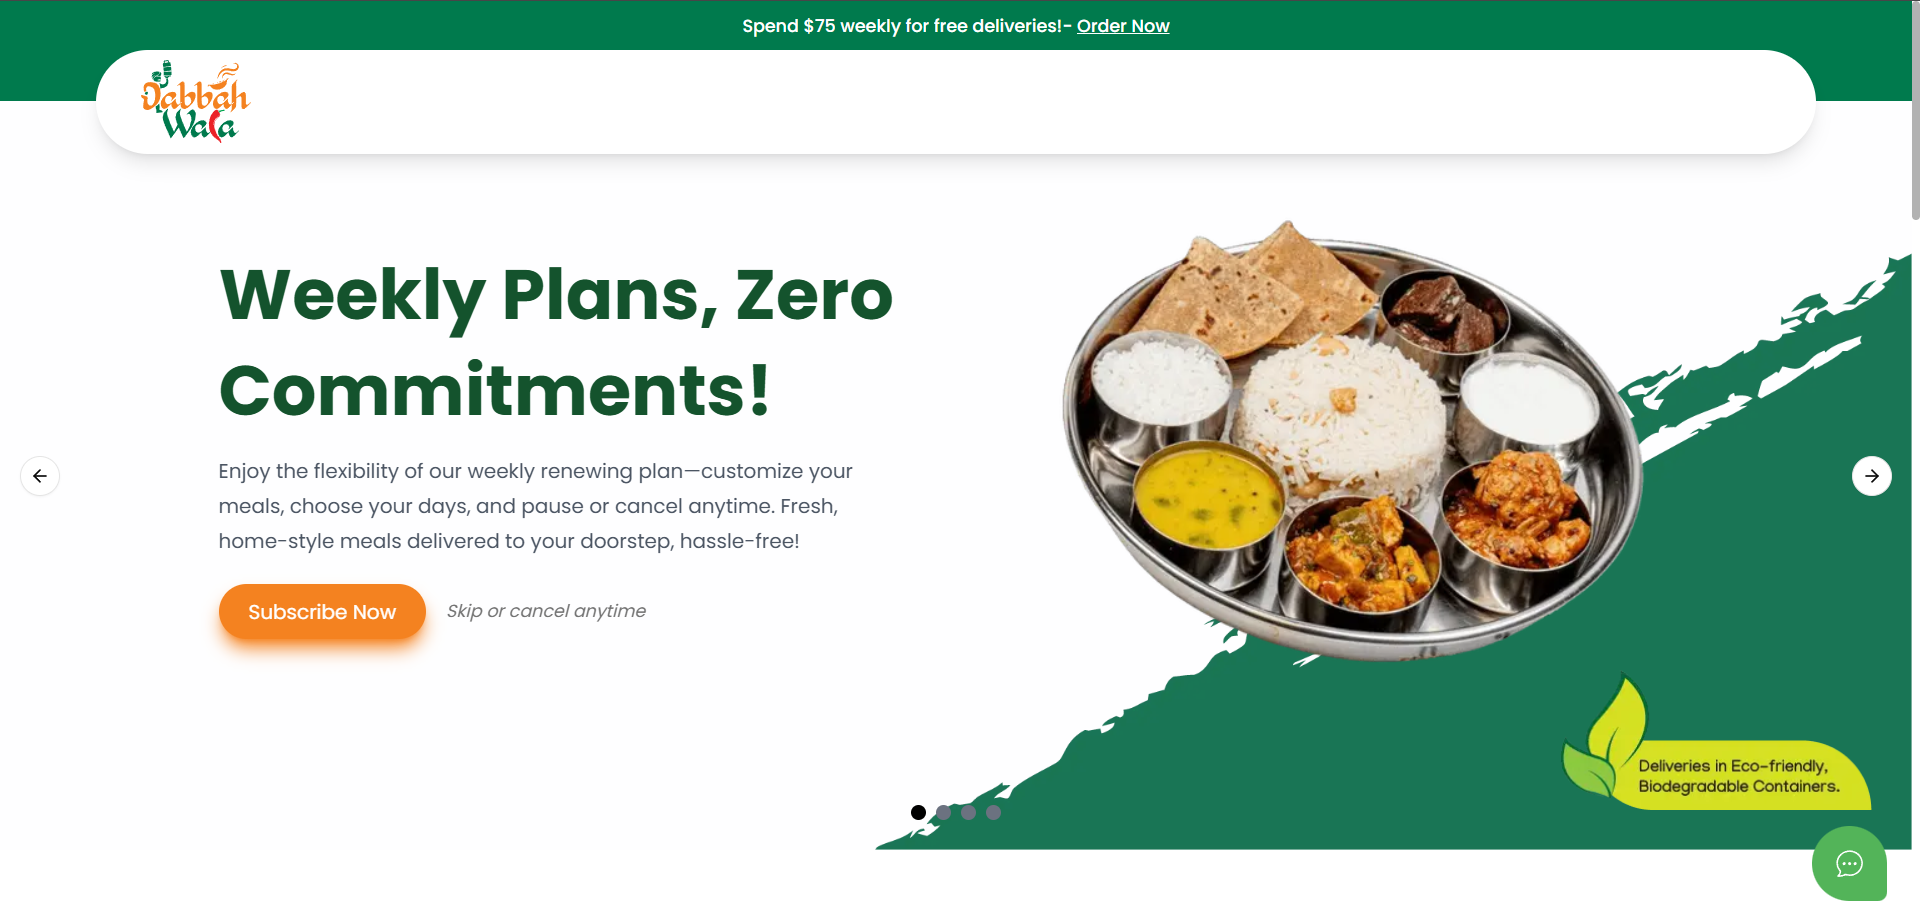 Spend $75 weekly for free deliveries!- Order Now
Dabbah
Wala
Weekly Plans, Zero
Commitments!
Enjoy the flexibility of our weekly renewing plan—customize your
meals, choose your days, and pause or cancel anytime. Fresh,
home-style meals delivered to your doorstep, hassle-free!
Subscribe Now
Skip or cancel anytime
Deliveries in Eco-friendly,
Biodegradable Containers.